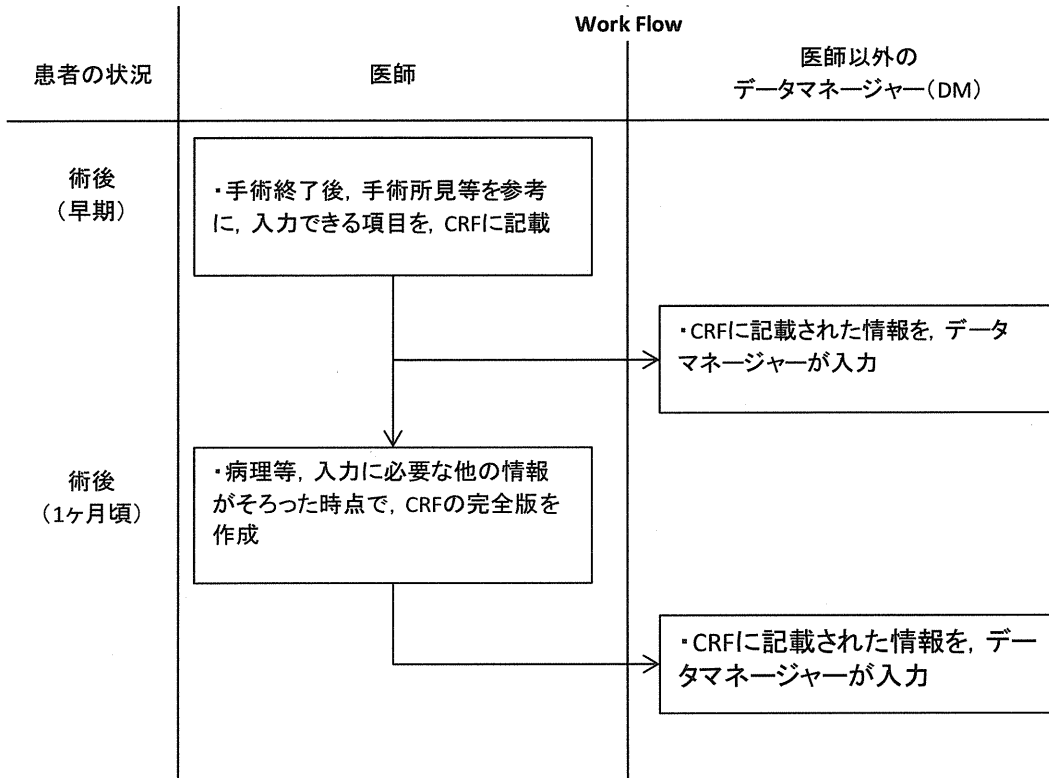 Work Flow
患者の状況
医師
医師以外の
データマネージャー(DM)
術後
(早期)
・手術終了後, 手術所見等を参考
に, 入力できる項目を, CRFに記載
・CRFに記載された情報を, データ
マネージャーが入力
術後
(1ヶ月頃)
・病理等, 入力に必要な他の情報
がそろった時点で, CRFの完全版を
作成
・CRFに記載された情報を, デー
タマネージャーが入力